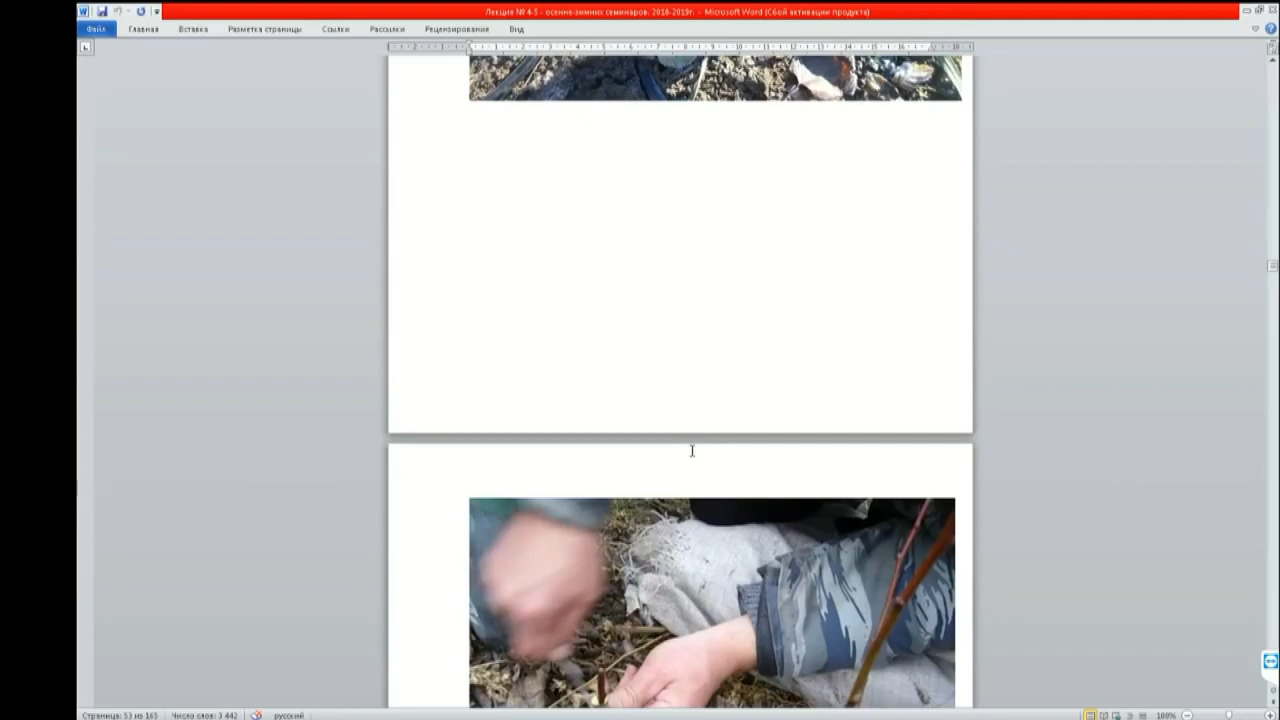 Лекция № 4-5 - осенне-зимних семинаров. 2018-2019г. - Microsoft Word (Сбой активации продукта)
Файл Главная Вставка Разметка страницы Ссылки Рассылки Рецензирование Вид
Страница: 53 из 165 Число слов: 3 442 русский 100%